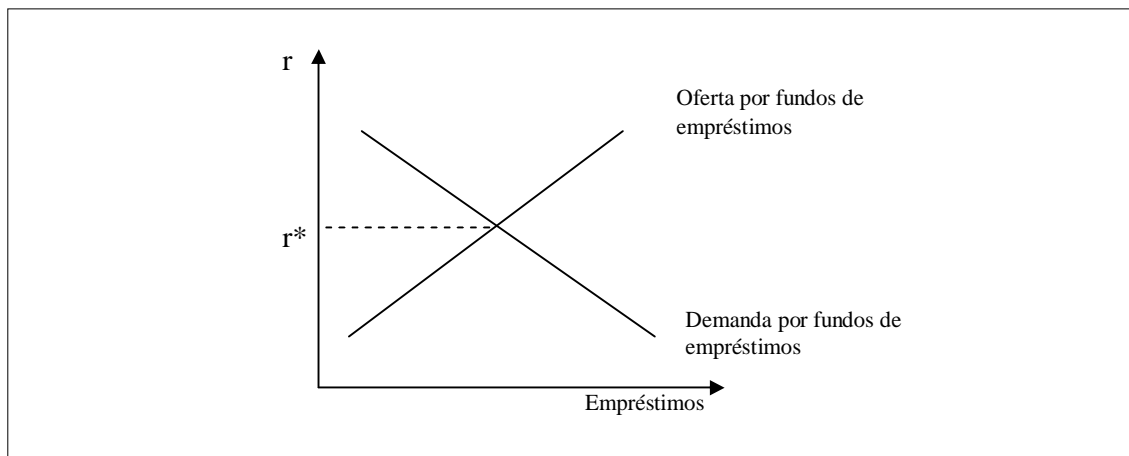 r
Oferta por fundos de
empréstimos
r*
Demanda por fundos de
empréstimos
Empréstimos